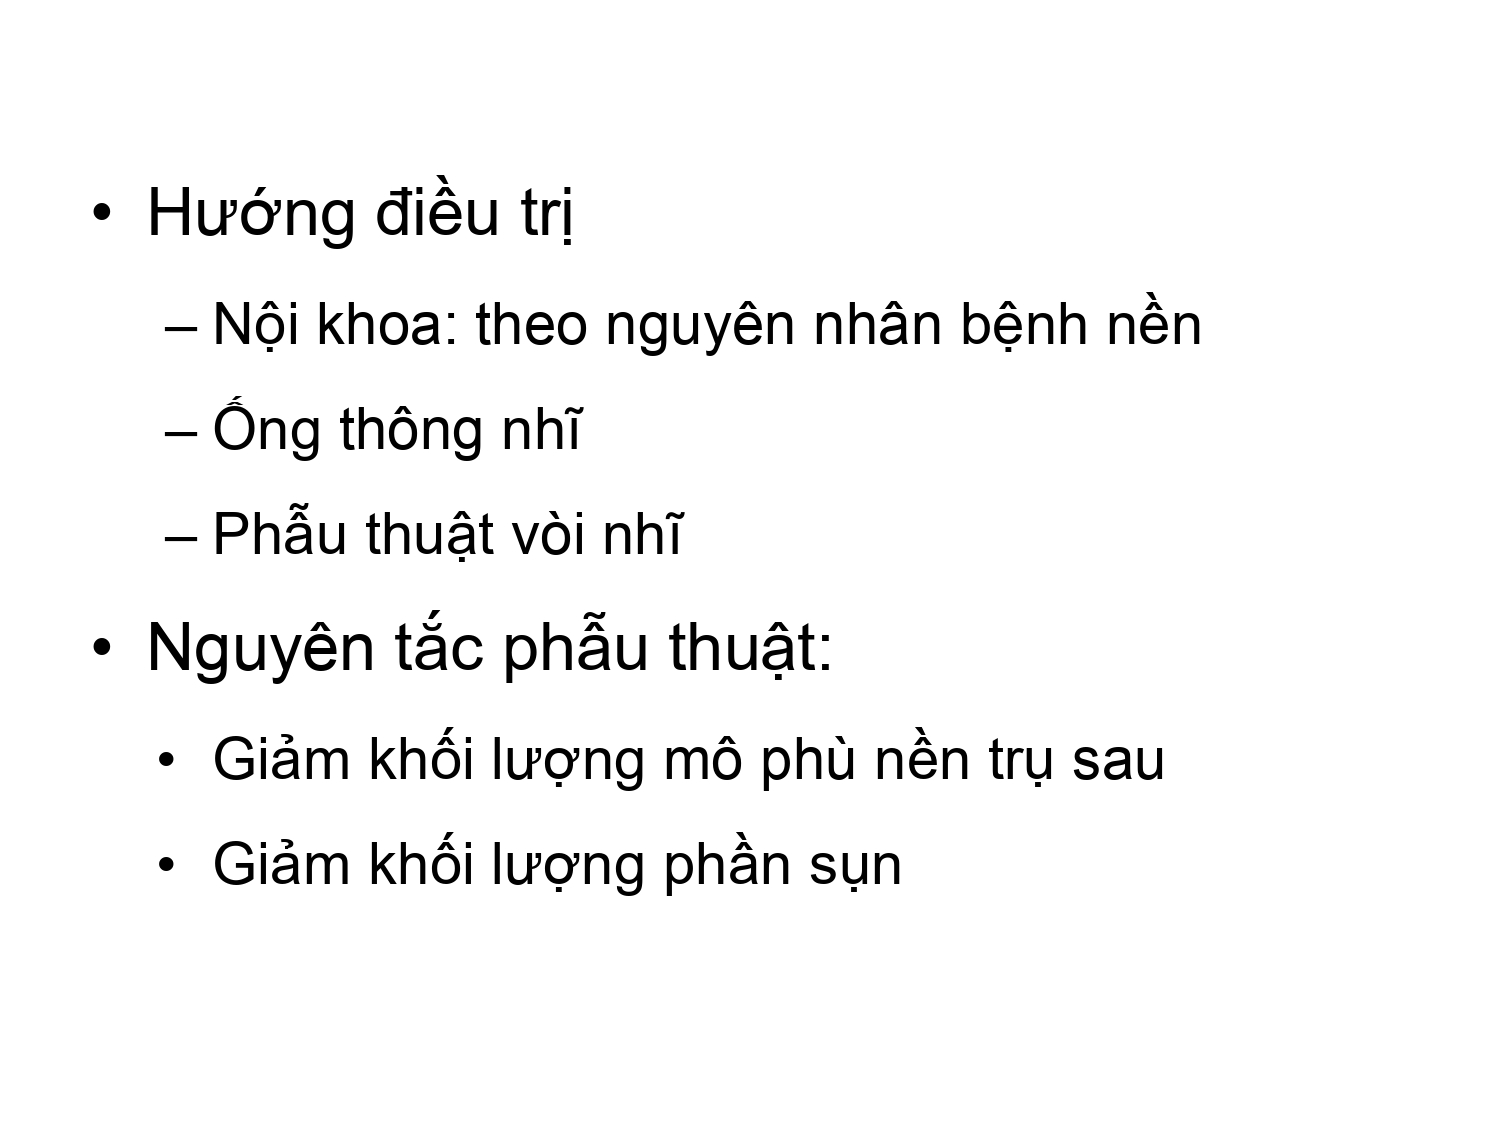 • Hướng điều trị
– Nội khoa: theo nguyên nhân bệnh nền
– Ống thông nhĩ
– Phẫu thuật vòi nhĩ
• Nguyên tắc phẫu thuật:
• Giảm khối lượng mô phù nền trụ sau
• Giảm khối lượng phần sụn